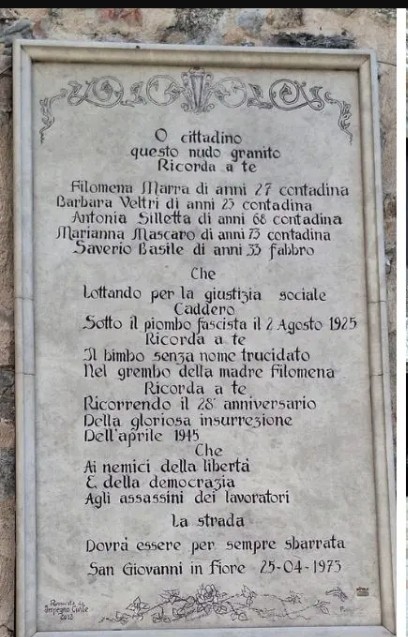 O cittadino
questo nudo granito
Ricorda a te
Filomena Marra di anni 27 contadina
Barbara Veltri di anni 23 contadina
Antonia Silletta di anni 68 contadina
Marianna Mascaro di anni 73 contadina
Saverio Basile di anni 33 fabbro
Che
Lottando per la giustizia sociale
Caddero
Sotto il piombo fascista il 2 Agosto 1925
Ricorda a te
Il bimbo senza nome trucidato
Nel grembo della madre Filomena
Ricorda a te
Ricorrendo il 28° anniversario
Della gloriosa insurrezione
Dell'aprile 1945
Che
Ai nemici della libertà
E della democrazia
Agli assassini dei lavoratori
La strada
Dovrà essere per sempre sbarrata
San Giovanni in Fiore 25-04-1973
Impegno Civile